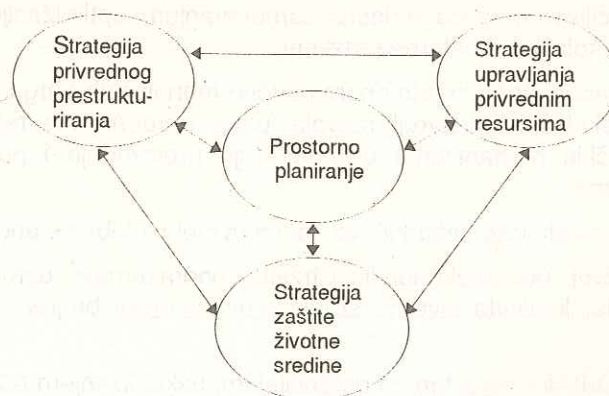 Strategija
privrednog
prestruktu-
riranja
Strategija
upravljanja
privrednim
resursima
Prostorno
planiranje
Strategija
zaštite
životne
sredine